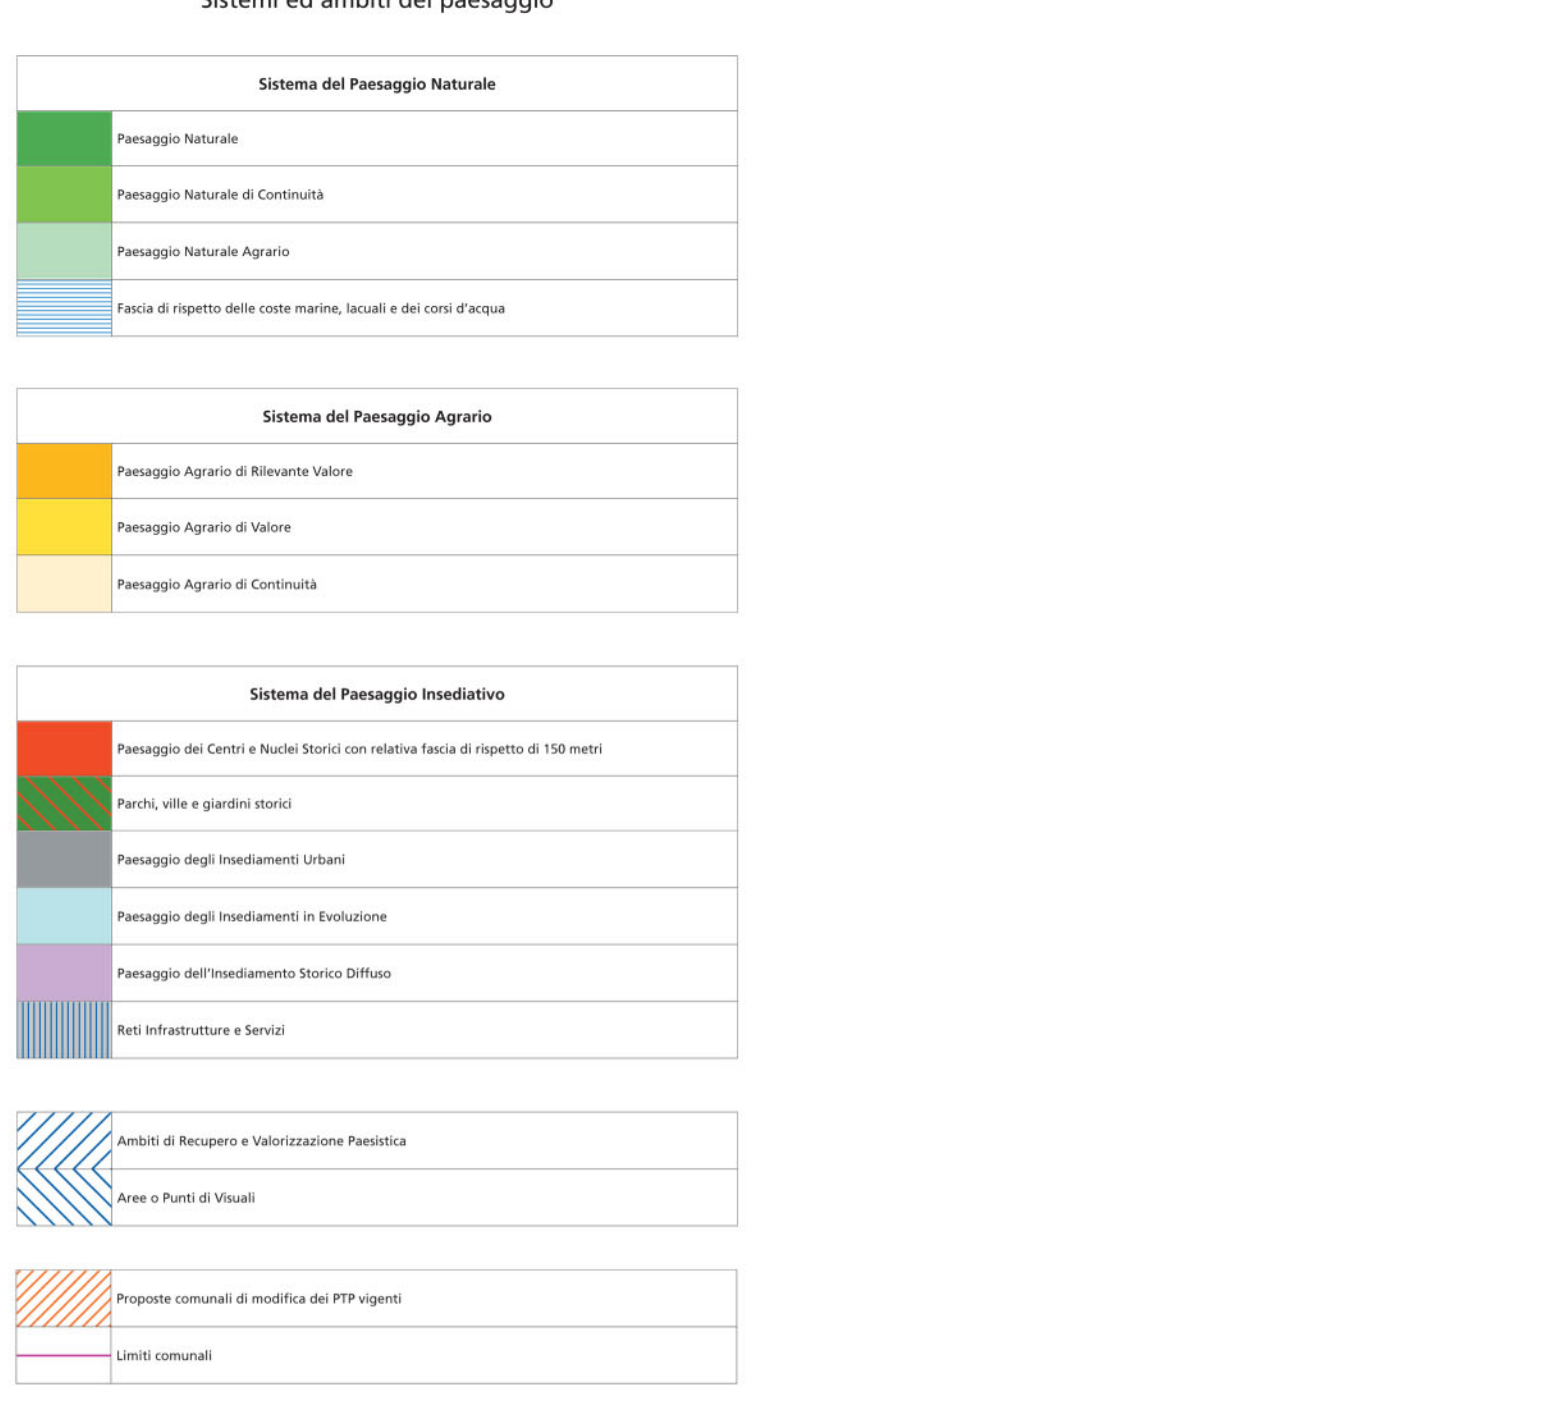 Sistemi ed ambiti del paesaggio
Sistema del Paesaggio Naturale
Paesaggio Naturale
Paesaggio Naturale di Continuità
Paesaggio Naturale Agrario
Fascia di rispetto delle coste marine, lacuali e dei corsi d'acqua
Sistema del Paesaggio Agrario
Paesaggio Agrario di Rilevante Valore
Paesaggio Agrario di Valore
Paesaggio Agrario di Continuità
Sistema del Paesaggio Insediativo
Paesaggio dei Centri e Nuclei Storici con relativa fascia di rispetto di 150 metri
Parchi, ville e giardini storici
Paesaggio degli Insediamenti Urbani
Paesaggio degli Insediamenti in Evoluzione
Paesaggio dell'Insediamento Storico Diffuso
Reti Infrastrutture e Servizi
Ambiti di Recupero e Valorizzazione Paesistica
Aree o Punti di Visuali
Proposte comunali di modifica dei PTP vigenti
Limiti comunali